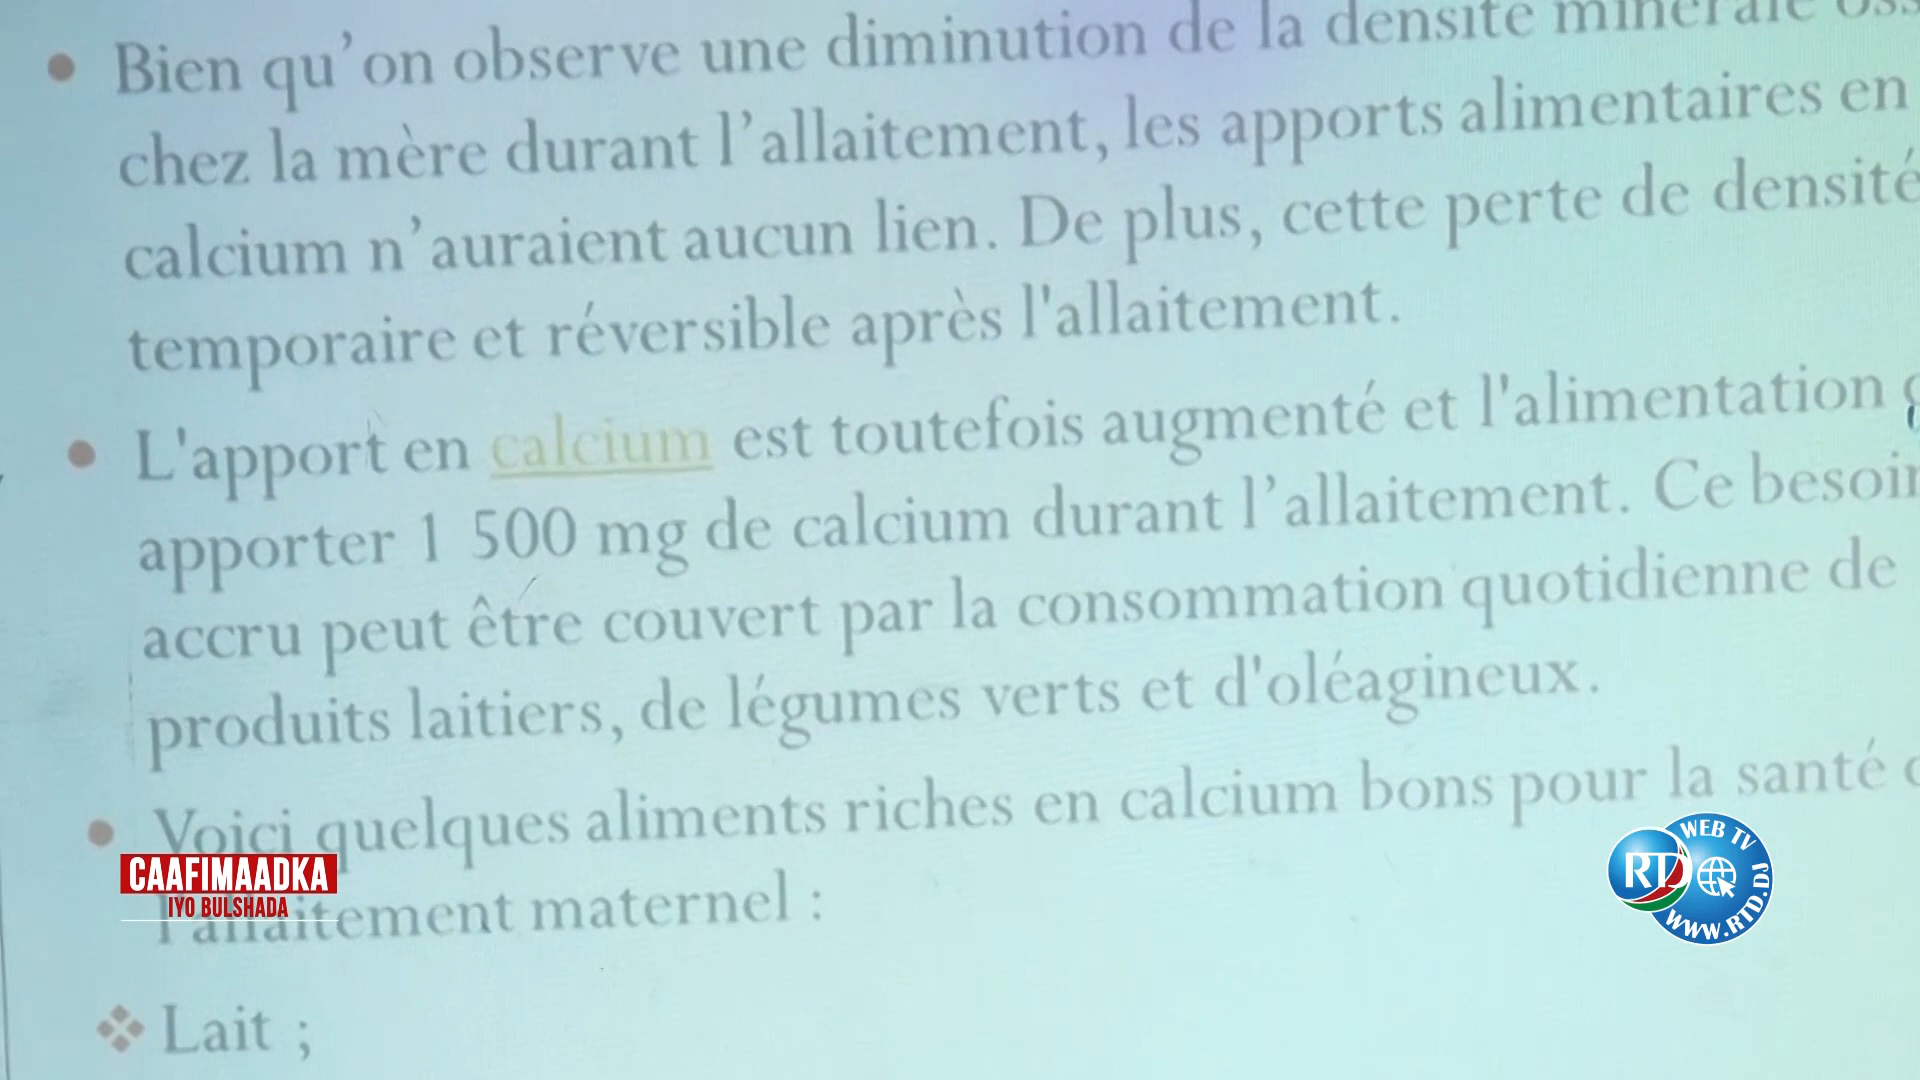 Bien qu’on observe une diminution de la densité minérale
chez la mère durant l’allaitement, les apports alimentaires en
calcium n’auraient aucun lien. De plus, cette perte de densité
temporaire et réversible après l'allaitement.
L'apport en calcium est toutefois augmenté et l'alimentation
apporter 1 500 mg de calcium durant l’allaitement. Ce besoin
accru peut être couvert par la consommation quotidienne de
produits laitiers, de légumes verts et d'oléagineux.
Voici quelques aliments riches en calcium bons pour la santé
l'allaitement maternel :
Lait ;
CAAFIMAADKA
IYO BULSHADA
WEB TV
RTD
WWW.RTD.DJ